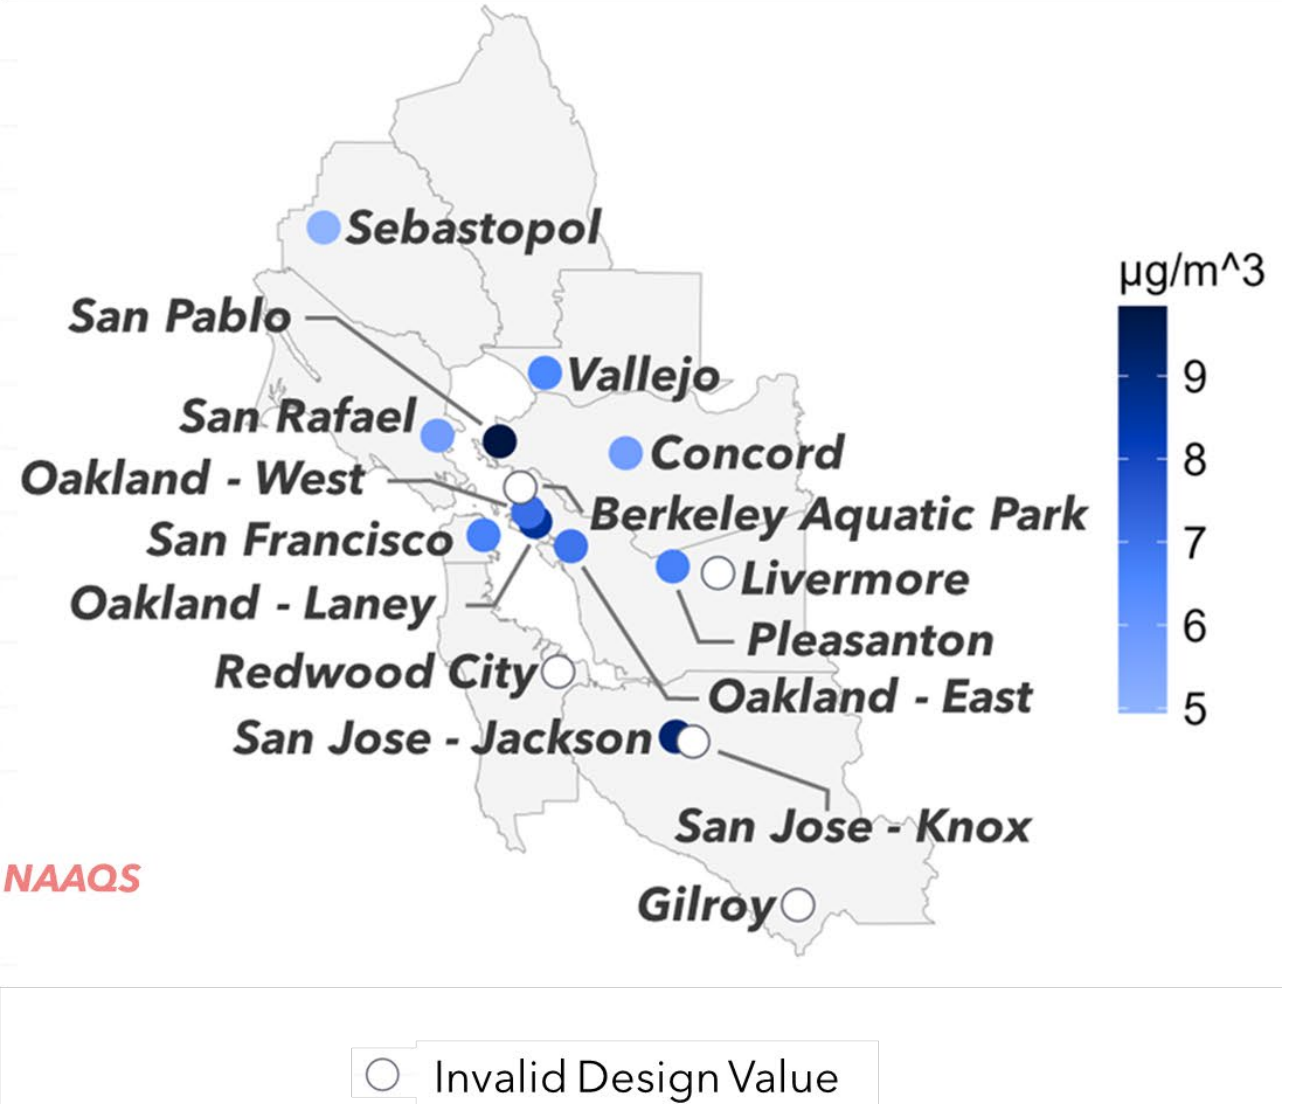 µg/m^3
Sebastopol
San Pablo
9
Vallejo
San Rafael
Concord
8
Oakland - West
Berkeley Aquatic Park
San Francisco
7
Livermore
Oakland - Laney
6
Pleasanton
Redwood City
Oakland - East
5
San Jose - Jackson
San Jose - Knox
NAAQS
Gilroy
Invalid Design Value